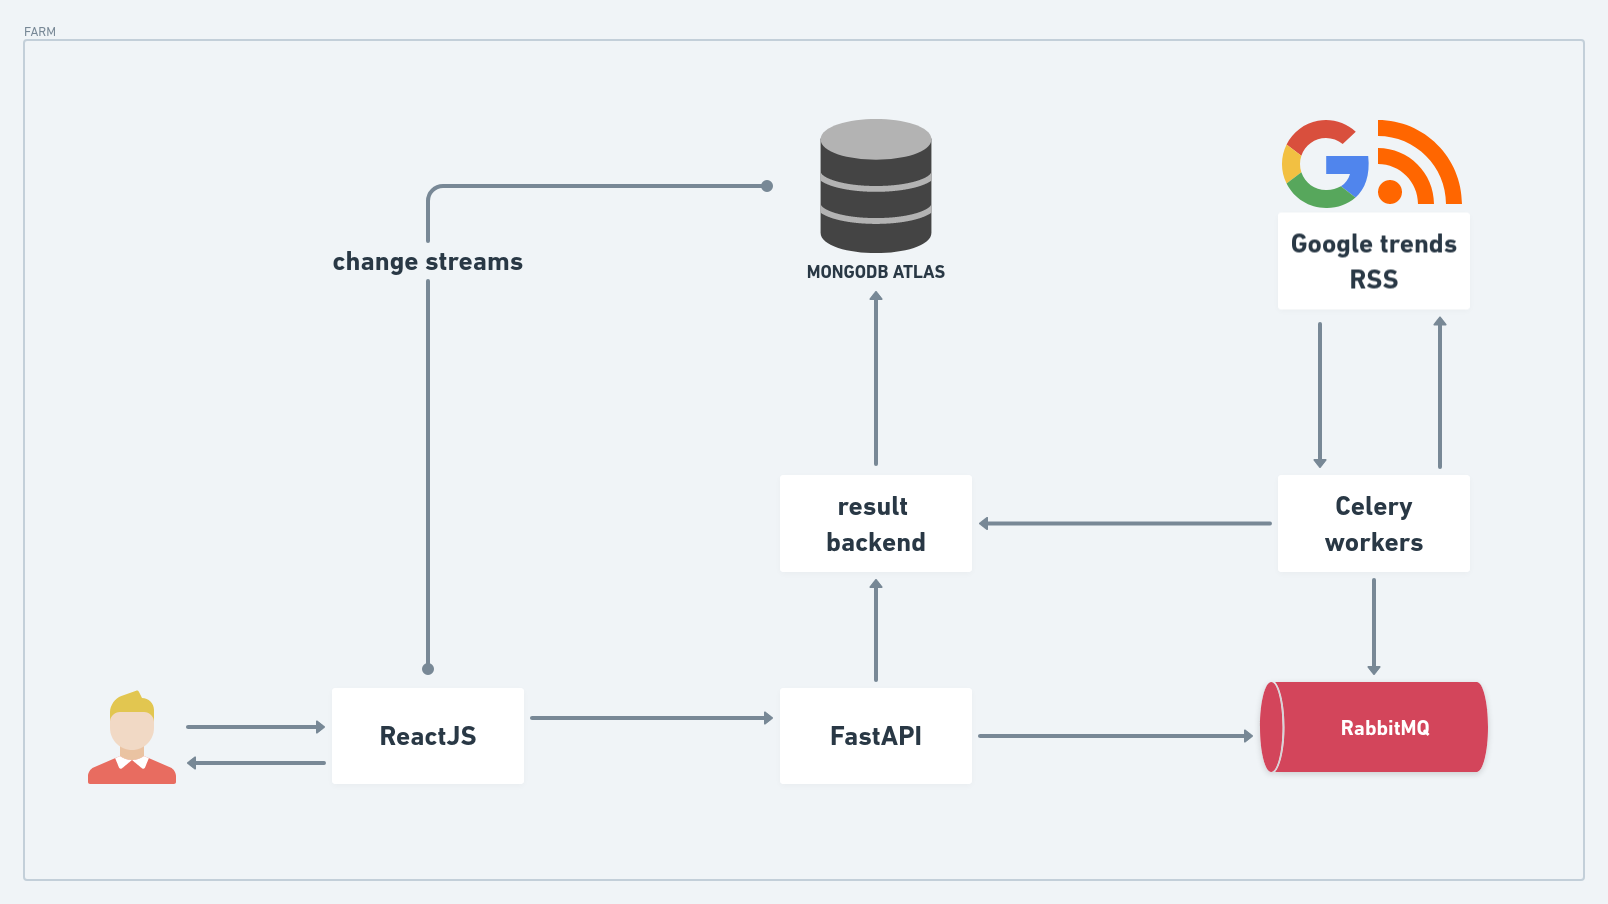 FARM
MONGODB ATLAS
Google trends
RSS
change streams
result
backend
Celery
workers
ReactJS
FastAPI
RabbitMQ